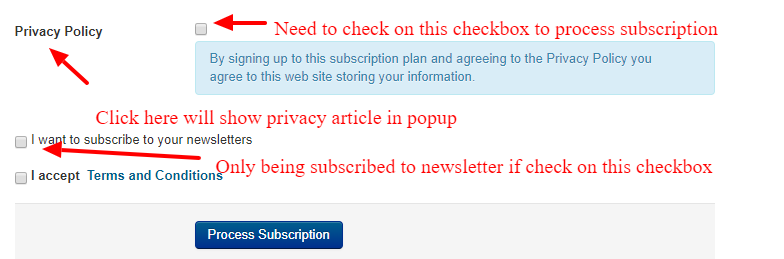 Need to check on this checkbox to process subscription
Privacy Policy
By signing up to this subscription plan and agreeing to the Privacy Policy you
agree to this web site storing your information.
Click here will show privacy article in popup
I want to subscribe to your newsletters
Only being subscribed to newsletter if check on this checkbox
I accept Terms and Conditions
Process Subscription